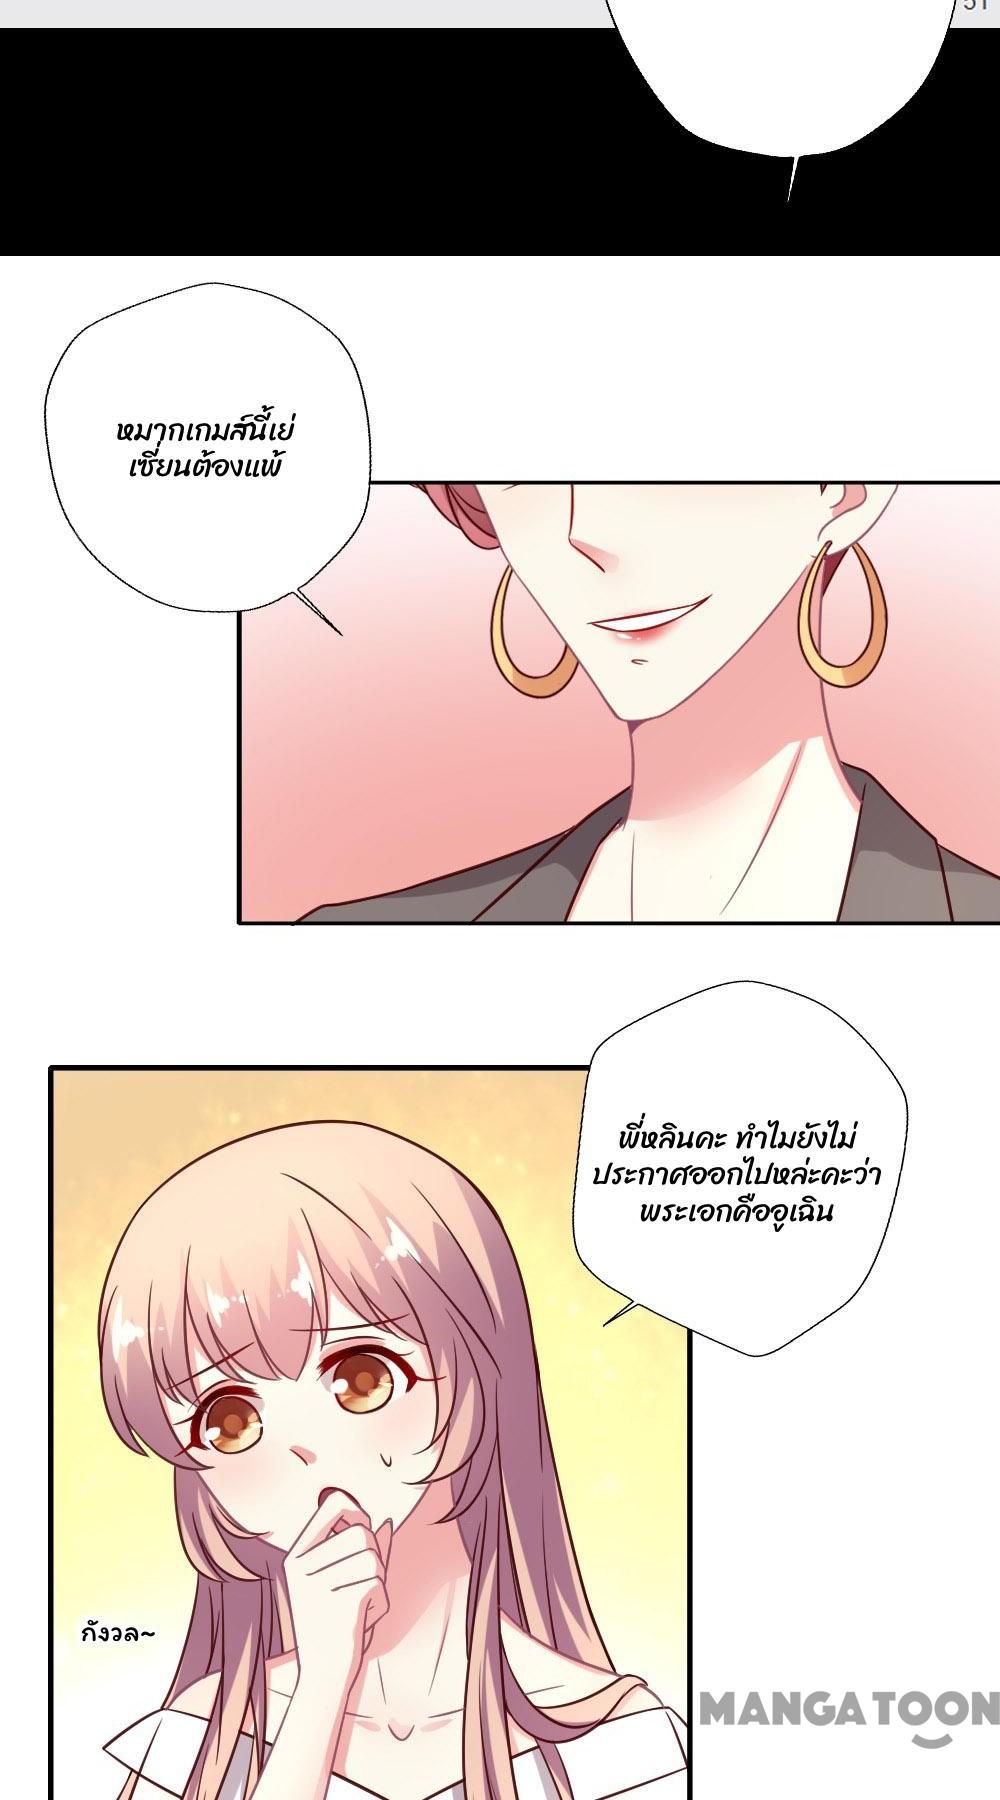 51
หมากเกมส์นี้เย่
เซี่ยนต้องแพ้
พี่หลินคะ ทำไมยังไม่
ประกาศออกไปหล่ะคะว่า
พระเอกคืออูเฉิน
กังวล~
MANGATOON